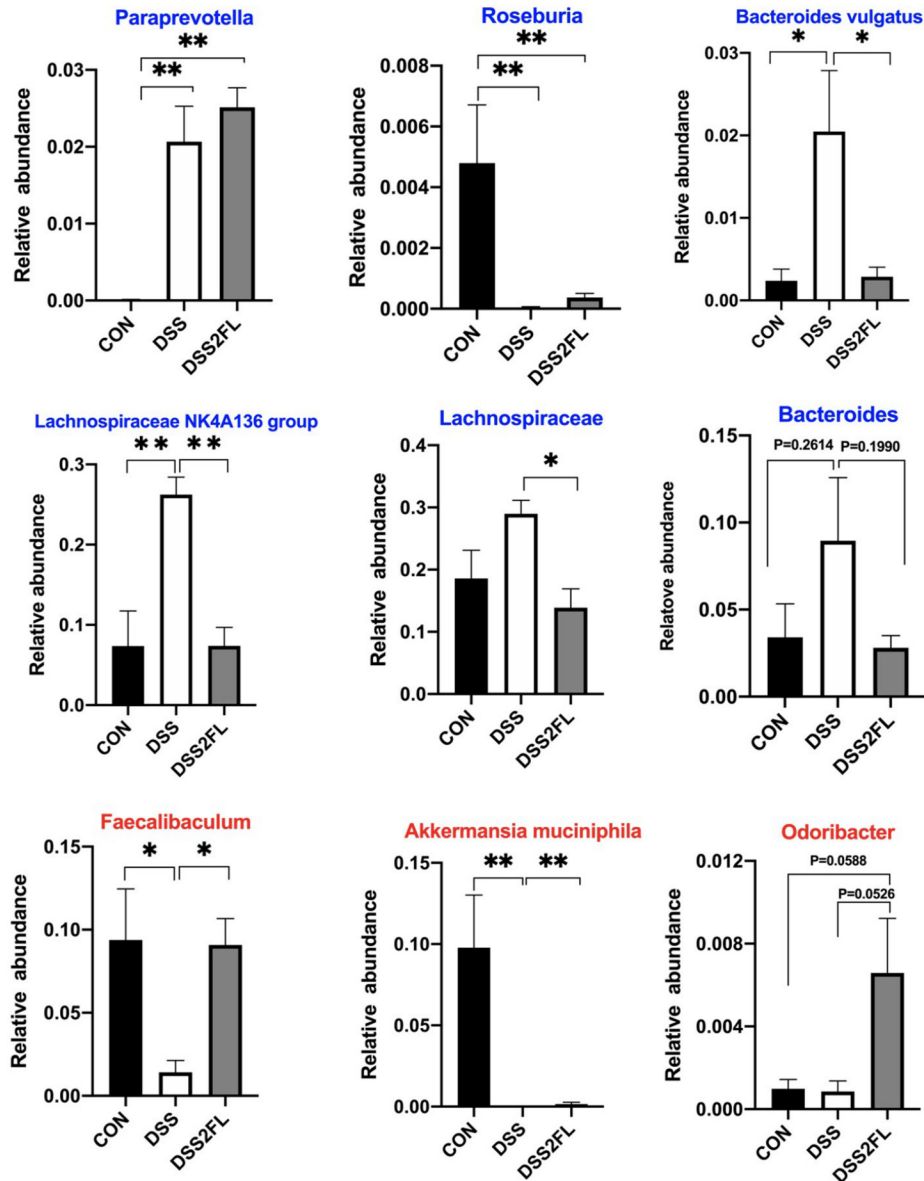 Paraprevotella
**
**
Relative abundance
0.03
0.02
0.01
0.00
CON
DSS
DSS2FL
Roseburia
**
**
Relative abundance
0.008
0.006
0.004
0.002
0.000
CON
DSS
DSS2FL
Bacteroides vulgatus
* *
Relative abundance
0.03
0.02
0.01
0.00
CON
DSS
DSS2FL
Lachnospiraceae NK4A136 group
** **
Relative abundance
0.3
0.2
0.1
0.0
CON
DSS
DSS2FL
Lachnospiraceae
*
Relative abundance
0.4
0.3
0.2
0.1
0.0
CON
DSS
DSS2FL
Bacteroides
P=0.2614 P=0.1990
Relatove abundance
0.15
0.10
0.05
0.00
CON
DSS
DSS2FL
Faecalibaculum
* *
Relative abundance
0.15
0.10
0.05
0.00
CON
DSS
DSS2FL
Akkermansia muciniphila
** **
Relative abundance
0.15
0.10
0.05
0.00
CON
DSS
DSS2FL
Odoribacter
P=0.0588
P=0.0526
Relative abundance
0.012
0.008
0.004
0.000
CON
DSS
DSS2FL